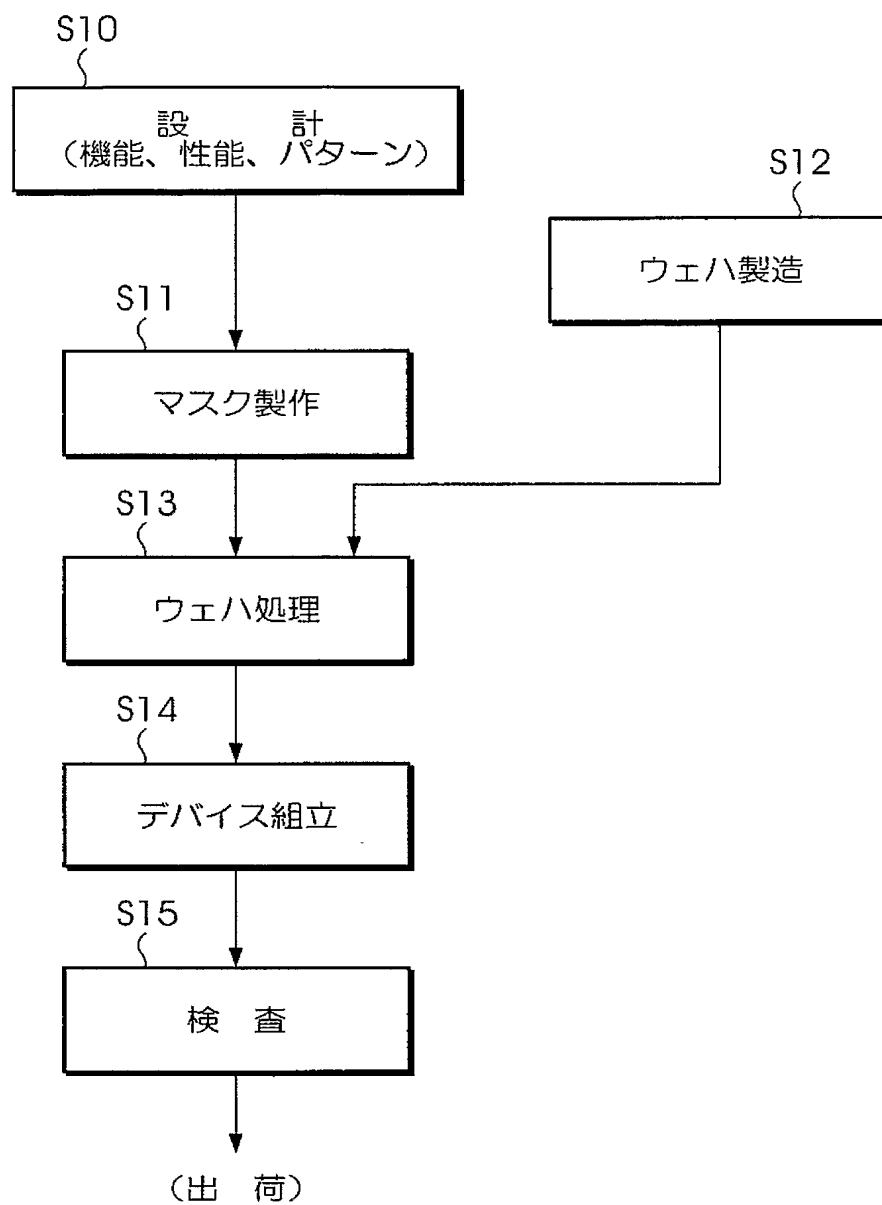 S10
設 計
（機能、性能、パターン）
S12
ウェハ製造
S11
マスク製作
S13
ウェハ処理
S14
デバイス組立
S15
検 査
（出 荷）